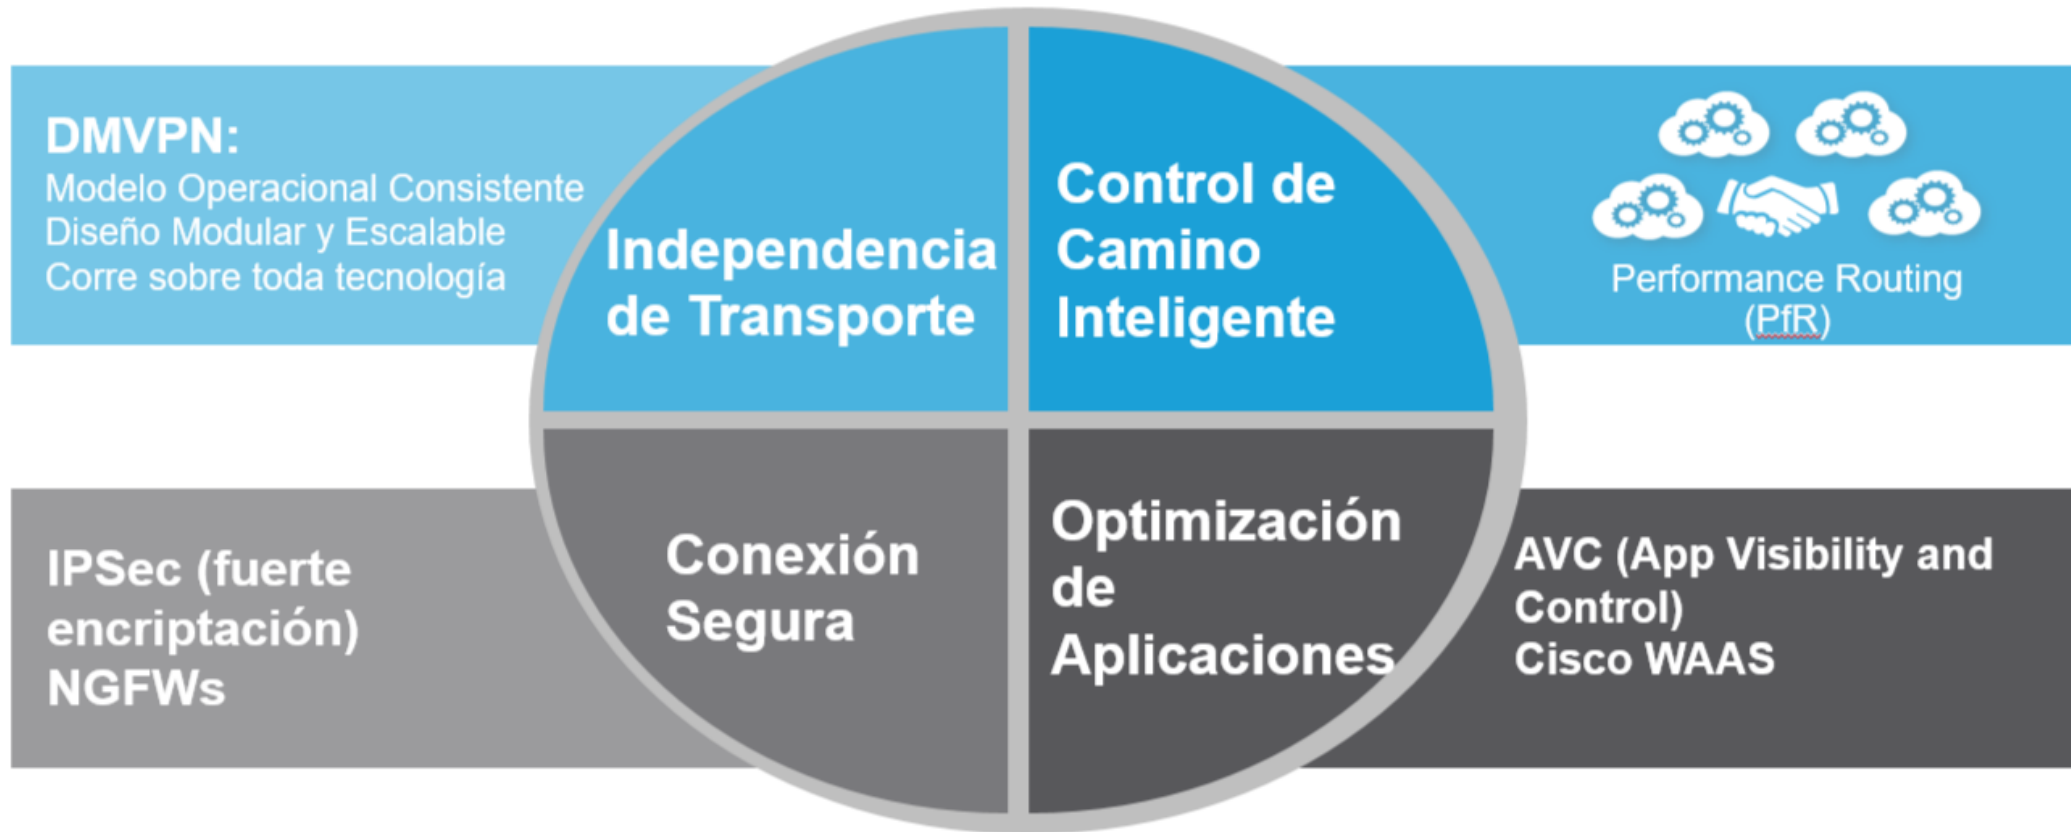 DMVPN:
Modelo Operacional Consistente
Diseño Modular y Escalable
Corre sobre toda tecnología
Independencia
de Transporte
Control de
Camino
Inteligente
Performance Routing
(PfR)
IPSec (fuerte
encriptación)
NGFWs
Conexión
Segura
Optimización
de
Aplicaciones
AVC (App Visibility and
Control)
Cisco WAAS